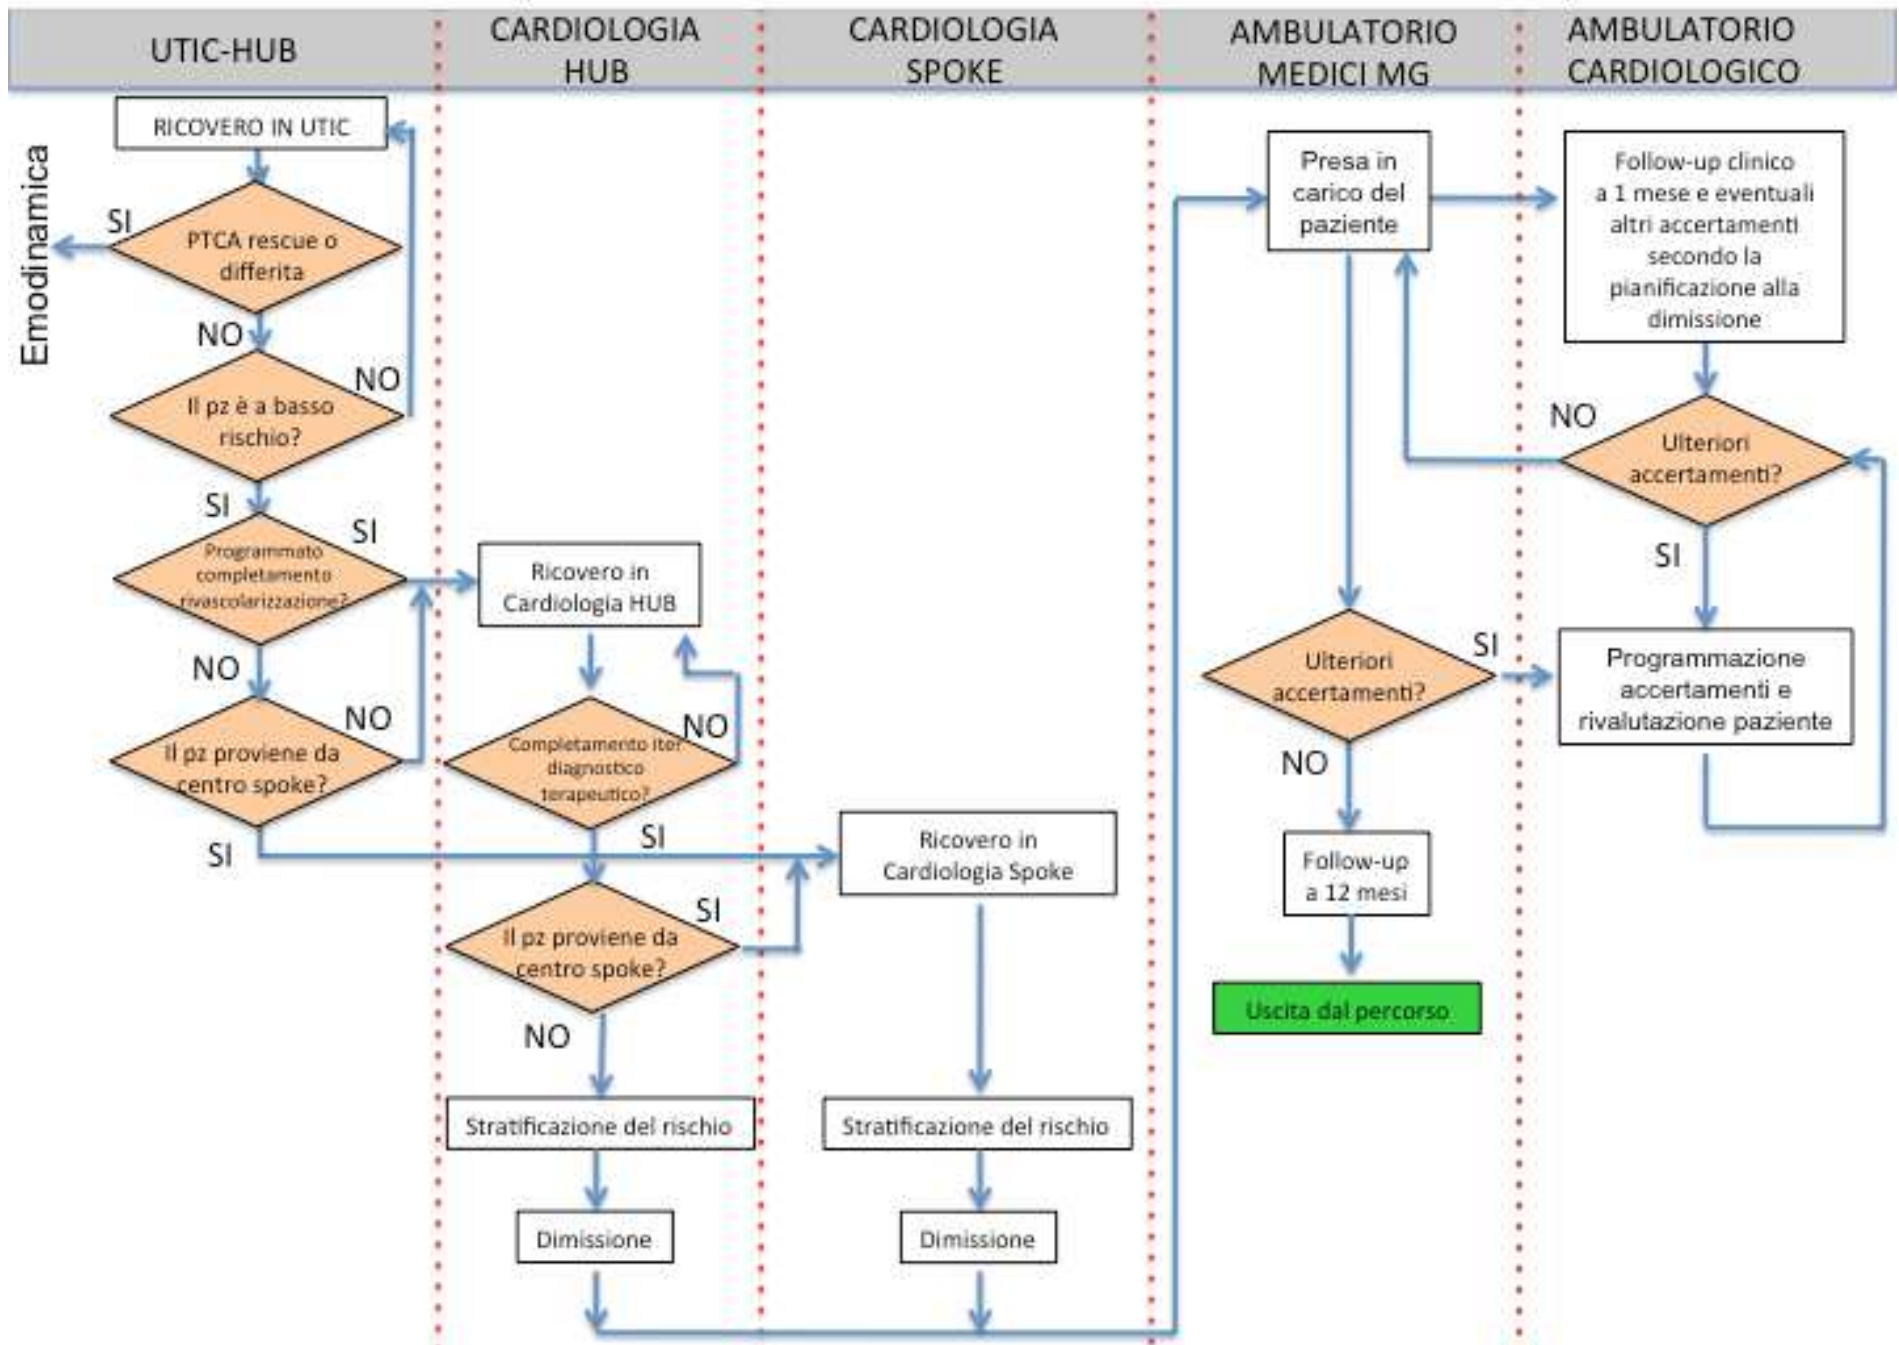 UTIC-HUB
CARDIOLOGIA
HUB
CARDIOLOGIA
SPOKE
AMBULATORIO
MEDICI MG
AMBULATORIO
CARDIOLOGICO
RICOVERO IN UTIC
Emodinamica
SI
PTCA rescue o
differita
NO
Il pz è a basso
rischio?
NO
SI
Programmato
completamento
rivascolarizzazione?
SI
NO
Il pz proviene da
centro spoke?
NO
SI
Ricovero in
Cardiologia HUB
Completamento iter
diagnostico
terapeutico?
NO
SI
Il pz proviene da
centro spoke?
SI
NO
Stratificazione del rischio
Dimissione
Ricovero in
Cardiologia Spoke
Stratificazione del rischio
Dimissione
Presa in
carico del
paziente
Ulteriori
accertamenti?
SI
NO
Follow-up
a 12 mesi
Uscita dal percorso
Follow-up clinico
a 1 mese e eventuali
altri accertamenti
secondo la
pianificazione alla
dimissione
NO
Ulteriori
accertamenti?
SI
Programmazione
accertamenti e
rivalutazione paziente